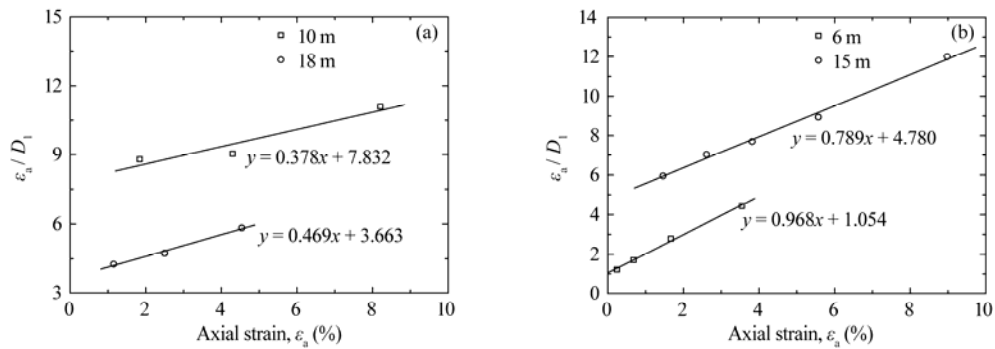 15
12
9
6
3
0
2
4
6
8
10
εa / D1
Axial strain, εa (%)
10 m
18 m
(a)
y = 0.378x + 7.832
y = 0.469x + 3.663
14
12
10
8
6
4
2
0
0
2
4
6
8
10
εa / D1
Axial strain, εa (%)
6 m
15 m
(b)
y = 0.789x + 4.780
y = 0.968x + 1.054